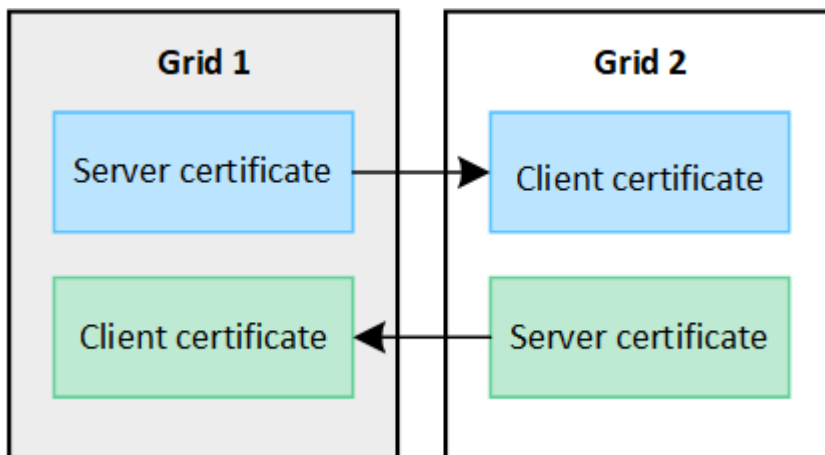 Grid 1
Grid 2
Server certificate
Client certificate
Client certificate
Server certificate